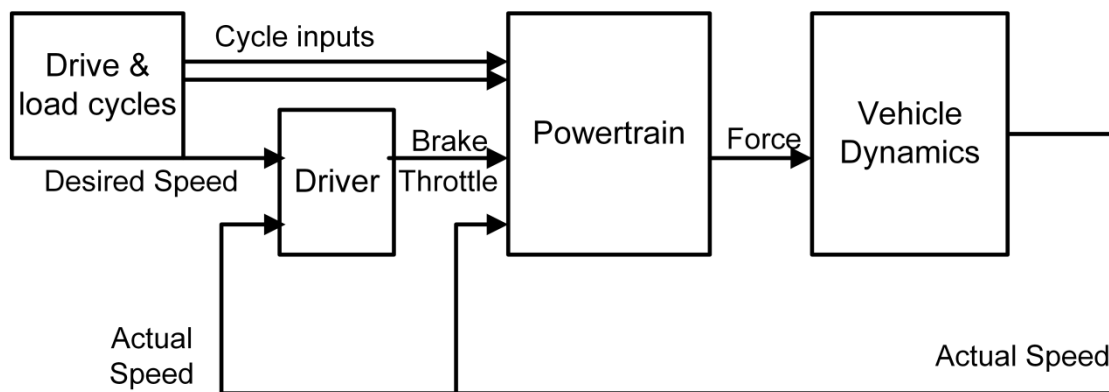 Cycle inputs
Drive &
load cycles
Desired Speed
Driver
Brake
Throttle
Powertrain
Force
Vehicle
Dynamics
Actual
Speed
Actual Speed